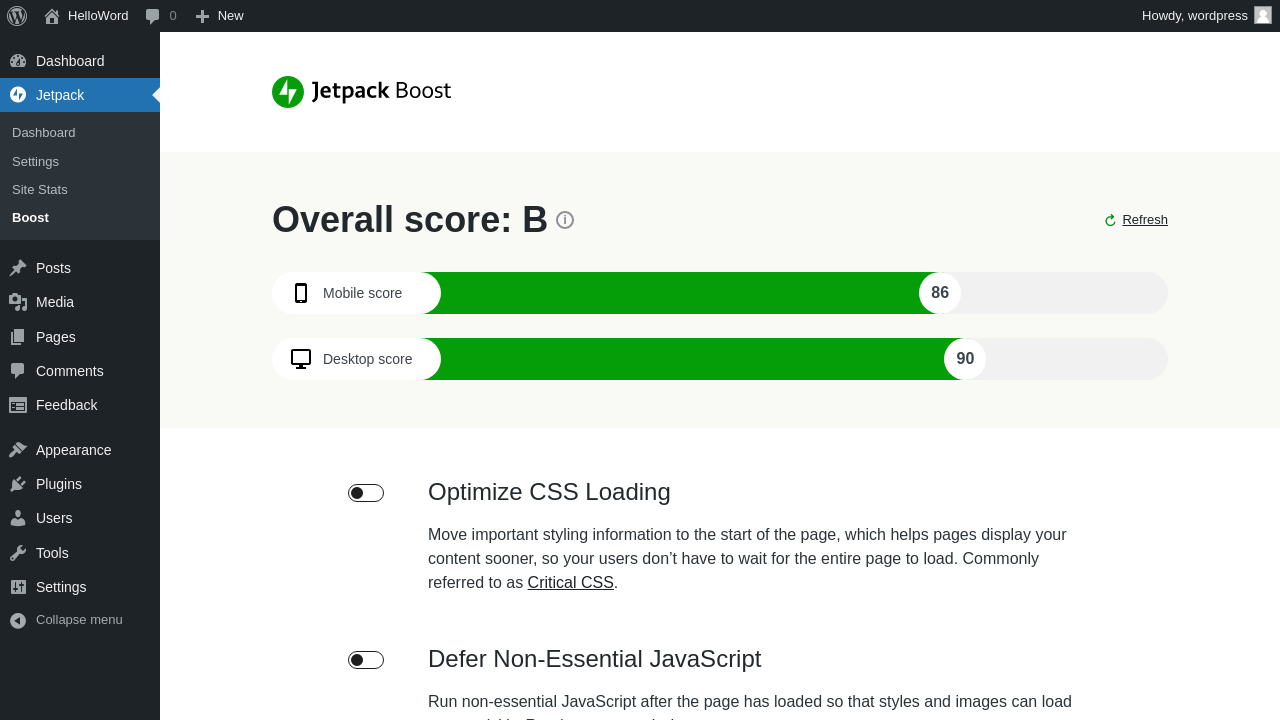 HelloWord
0
New
Howdy, wordpress
Dashboard
Jetpack
Dashboard
Settings
Site Stats
Boost
Posts
Media
Pages
Comments
Feedback
Appearance
Plugins
Users
Tools
Settings
Collapse menu
Jetpack Boost
Overall score: B
Refresh
Mobile score
86
Desktop score
90
Optimize CSS Loading
Move important styling information to the start of the page, which helps pages display your
content sooner, so your users don’t have to wait for the entire page to load. Commonly
referred to as Critical CSS.
Defer Non-Essential JavaScript
Run non-essential JavaScript after the page has loaded so that styles and images can load